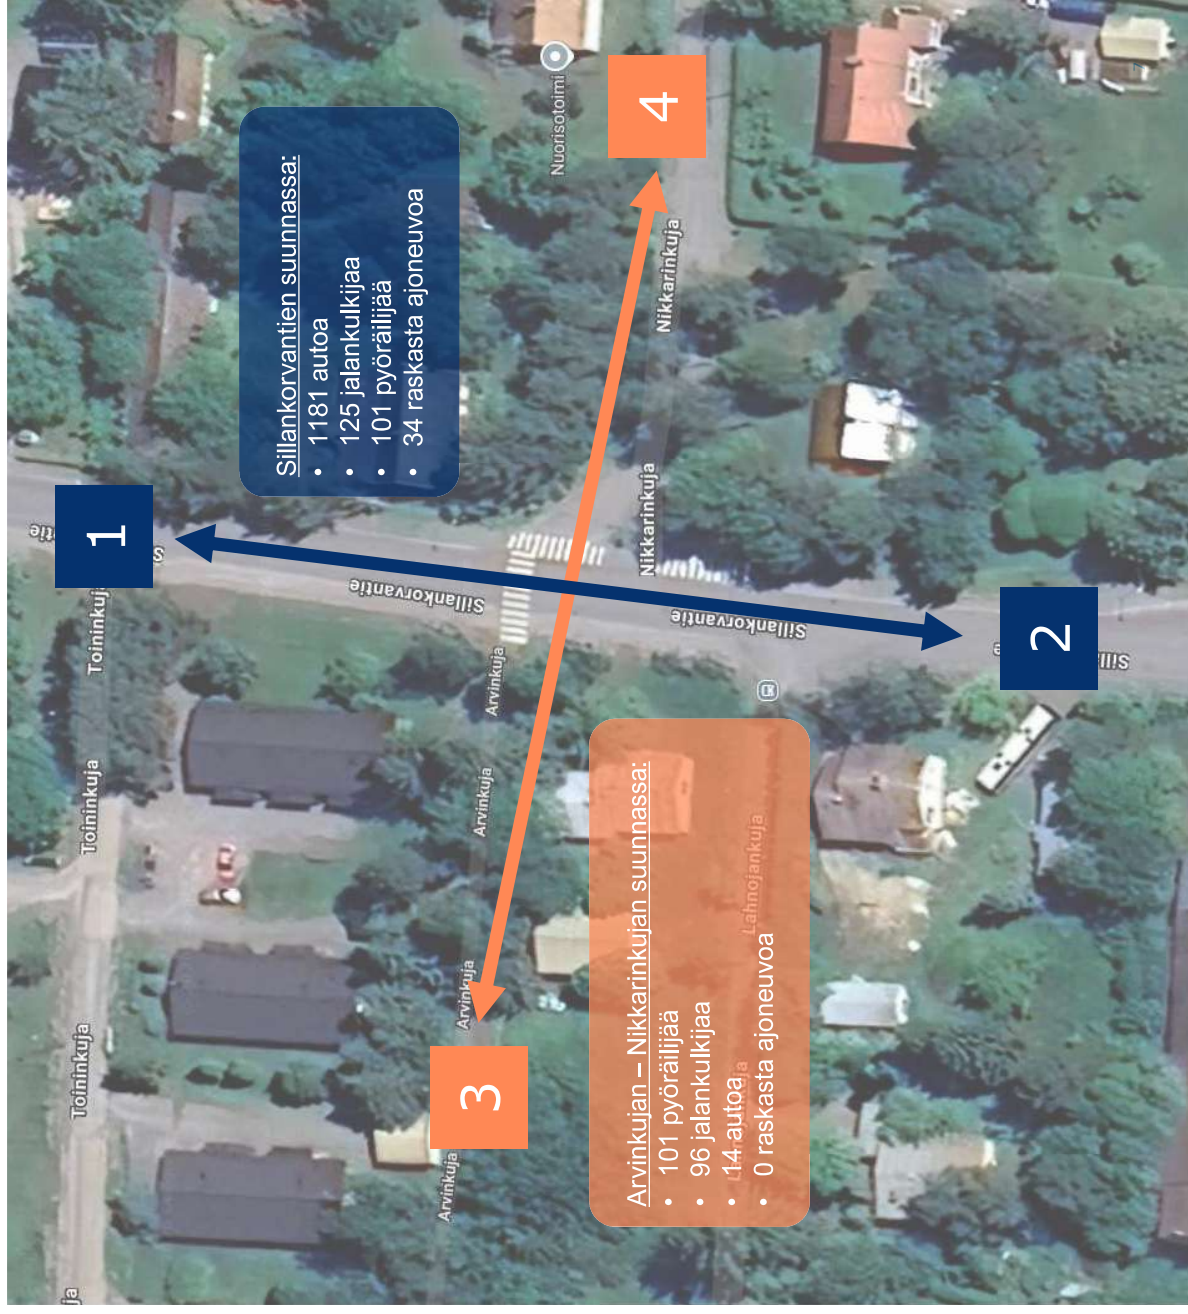 Sillankorvantien suunnassa:
• 1181 autoa
• 125 jalankulkijaa
• 101 pyöräilijää
• 34 raskasta ajoneuvoa
Arvinkujan – Nikkarinkujan suunnassa:
• 101 pyöräilijää
• 96 jalankulkijaa
• 14 autoa
• 0 raskasta ajoneuvoa
1
2
3
4
Nuorisotoimi
Nikkarinkuja
Nikkarinkuja
Sillankorvantie
Sillankorvantie
Toininkuj
Toininkuja
Toininkuja
ja
Arvinkuja
Arvinkuja
Arvinkuja
Arvinkuja
Lahnojankuja